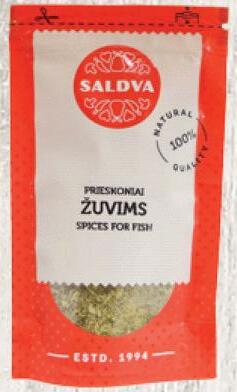 SALDVA
NATURAL
100%
QUALITY
PRIESKONIAI
ŽUVIMS
SPICES FOR FISH
ESTD. 1994